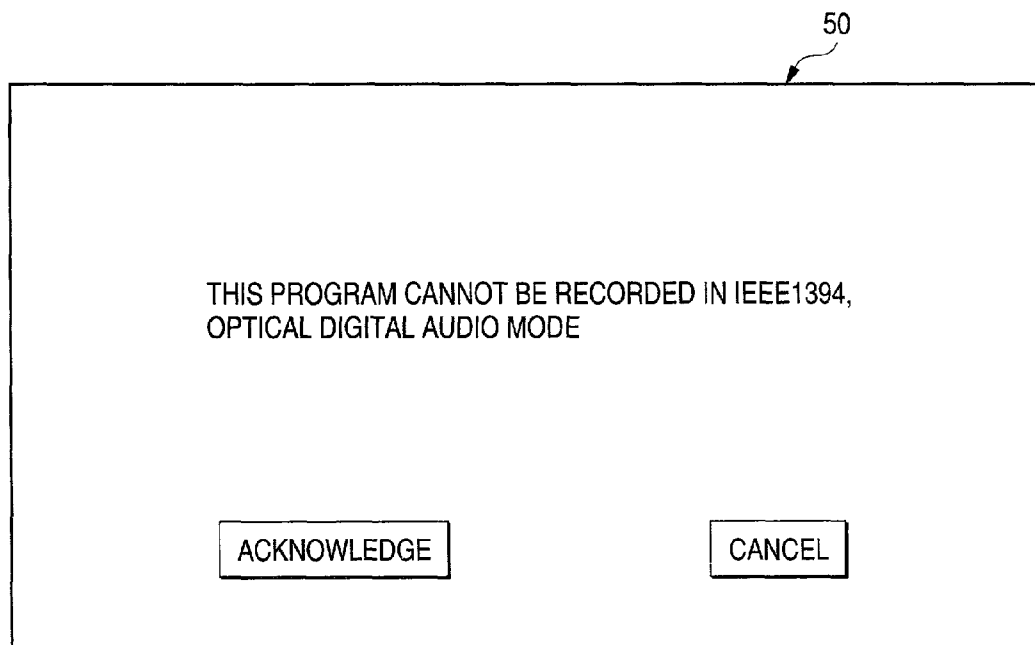 50
THIS PROGRAM CANNOT BE RECORDED IN IEEE1394,
OPTICAL DIGITAL AUDIO MODE
ACKNOWLEDGE
CANCEL